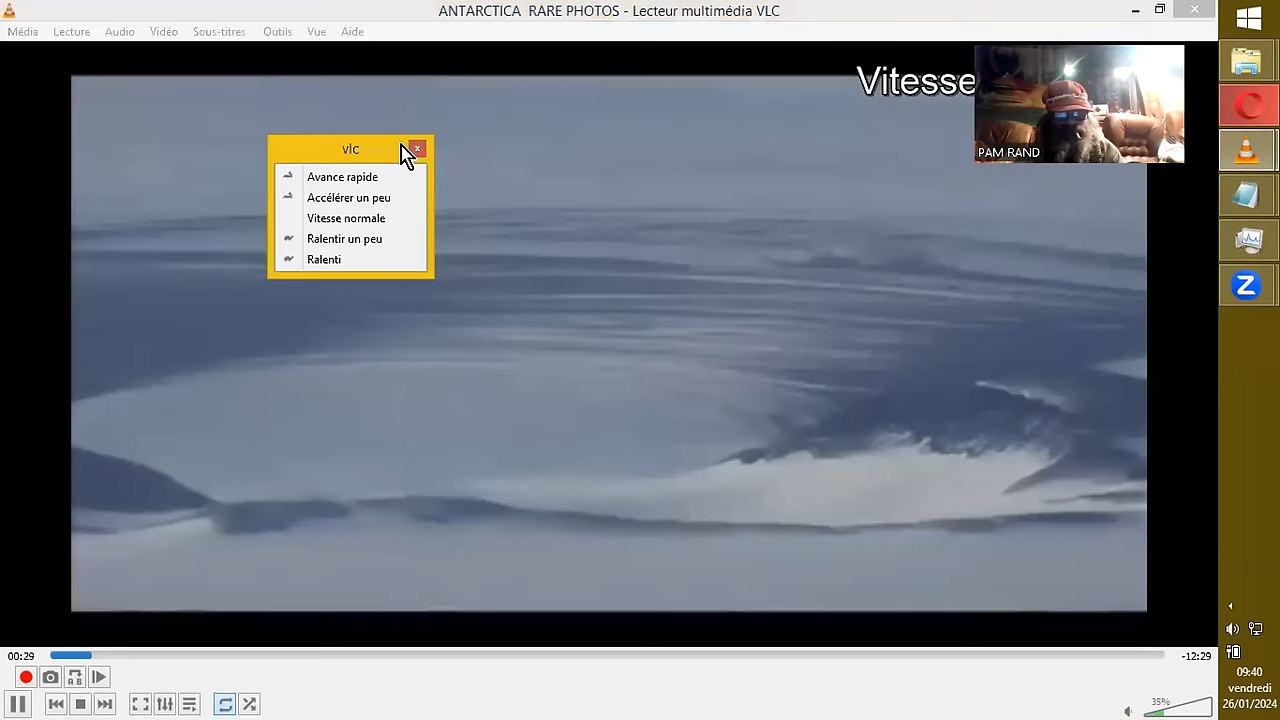 ANTARCTICA  RARE PHOTOS - Lecteur multimédia VLC
Média Lecture Audio Vidéo Sous-titres Outils Vue Aide
Vitesse
PAM RAND
vlc
Avance rapide
Accélérer un peu
Vitesse normale
Ralentir un peu
Ralenti
00:29
-12:29
A B
35%
Z
09:40
vendredi
26/01/2024